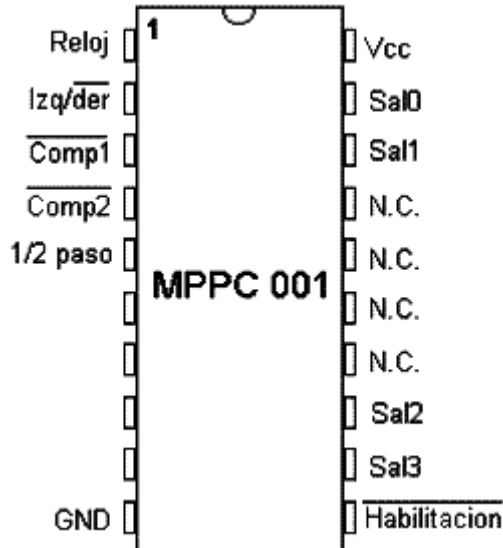 1
Reloj
Izq/der
Comp1
Comp2
1/2 paso
GND
MPPC 001
Vcc
Sal0
Sal1
N.C.
N.C.
N.C.
N.C.
Sal2
Sal3
Habilitacion